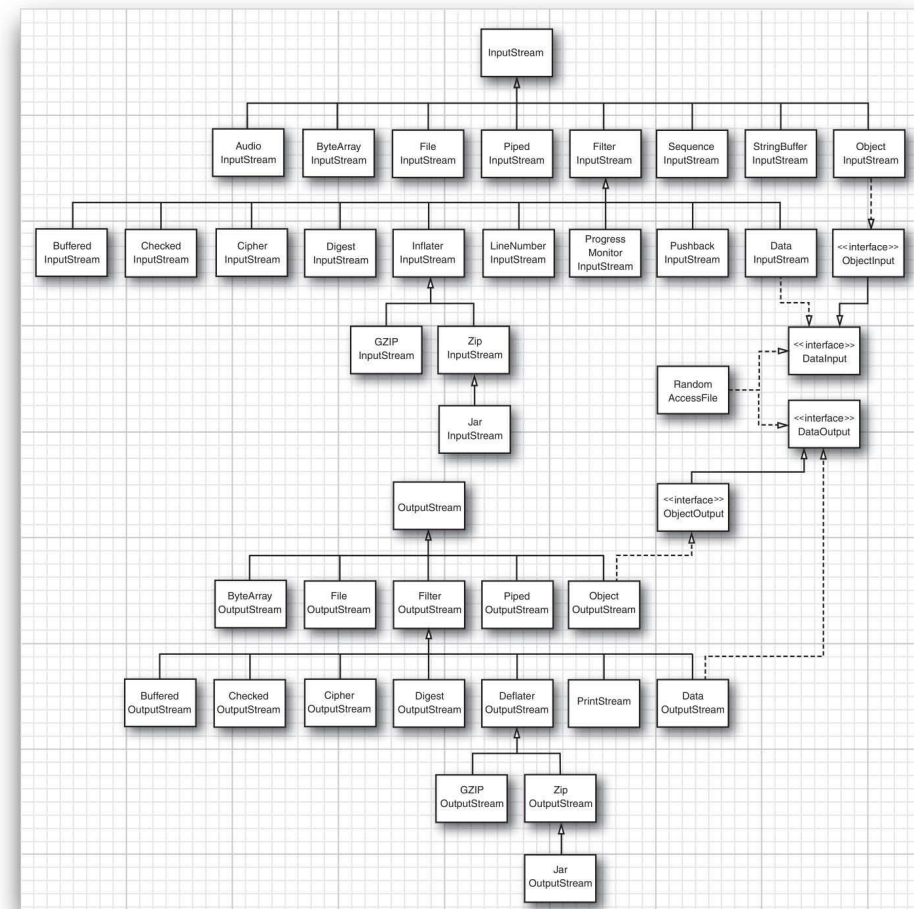 InputStream
Audio
InputStream
ByteArray
InputStream
File
InputStream
Piped
InputStream
Filter
InputStream
Sequence
InputStream
StringBuffer
InputStream
Object
InputStream
Buffered
InputStream
Checked
InputStream
Cipher
InputStream
Digest
InputStream
Inflater
InputStream
LineNumber
InputStream
Progress
Monitor
InputStream
Pushback
InputStream
Data
InputStream
<<interface>>
ObjectInput
GZIP
InputStream
Zip
InputStream
<<interface>>
DataInput
Random
AccessFile
Jar
InputStream
<<interface>>
DataOutput
OutputStream
<<interface>>
ObjectOutput
ByteArray
OutputStream
File
OutputStream
Filter
OutputStream
Piped
OutputStream
Object
OutputStream
Buffered
OutputStream
Checked
OutputStream
Cipher
OutputStream
Digest
OutputStream
Deflater
OutputStream
PrintStream
Data
OutputStream
GZIP
OutputStream
Zip
OutputStream
Jar
OutputStream